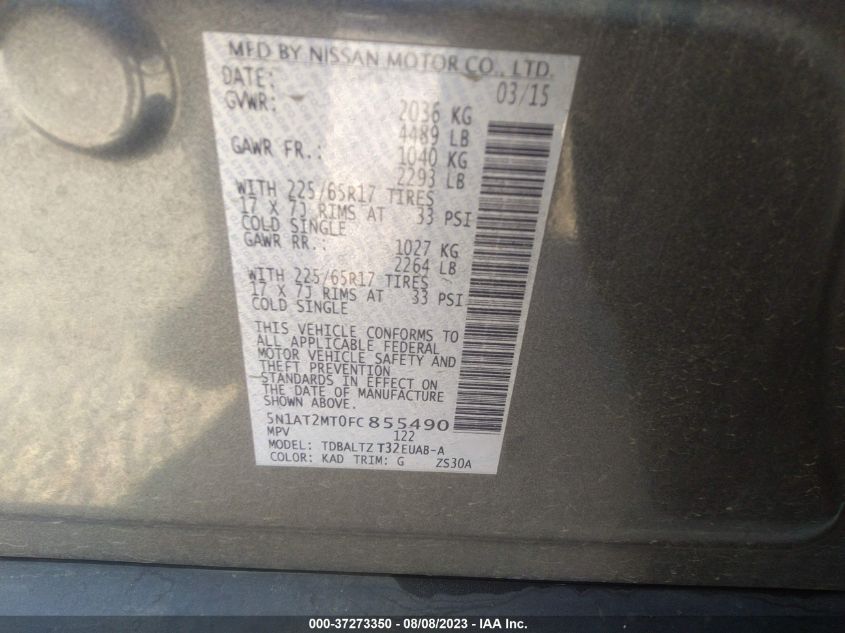 MFD BY NISSAN MOTOR CO., LTD.
DATE: 03/15
GVWR: 2036 KG
4489 LB
GAWR FR.: 1040 KG
2293 LB
WITH 225/65R17 TIRES
17 X 7J RIMS AT 33 PSI
COLD SINGLE
GAWR RR.: 1027 KG
2264 LB
WITH 225/65R17 TIRES
17 X 7J RIMS AT 33 PSI
COLD SINGLE
THIS VEHICLE CONFORMS TO
ALL APPLICABLE FEDERAL
MOTOR VEHICLE SAFETY AND
THEFT PREVENTION
STANDARDS IN EFFECT ON
THE DATE OF MANUFACTURE
SHOWN ABOVE.
5N1AT2MT0FC 855490
MPV 122
MODEL: TDBALTZ T32EUAB-A
COLOR: KAD TRIM: G ZS30A
000-37273350 - 08/08/2023 - IAA Inc.